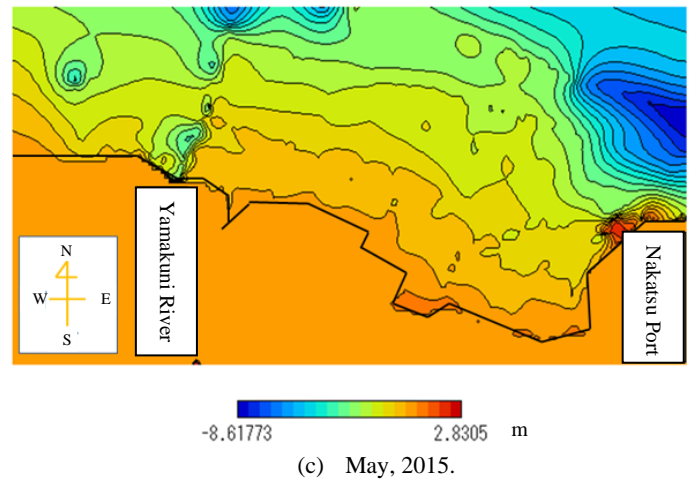 Yamakuni River
Nakatsu Port
N
W E
S
-8.61773 2.8305 m
(c) May, 2015.